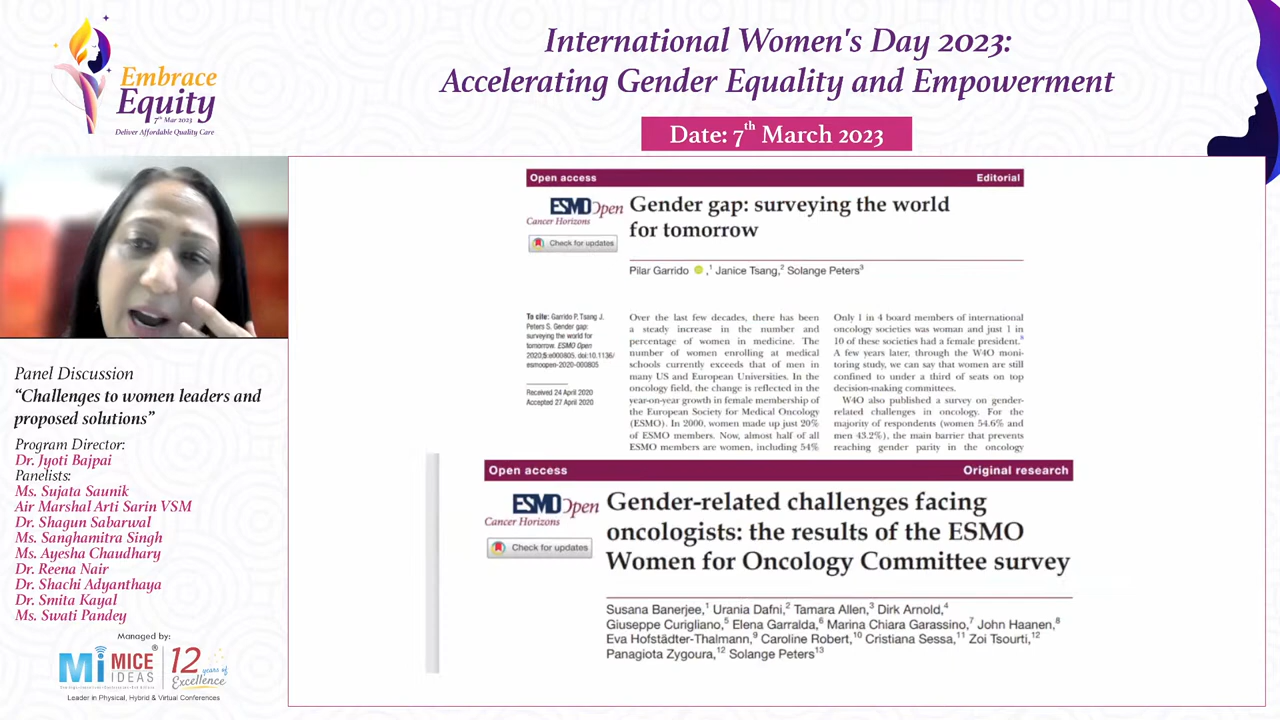 Embrace
Equity
7th Mar 2023
Deliver Affordable Quality Care
International Women's Day 2023:
Accelerating Gender Equality and Empowerment
Date: 7th March 2023
Panel Discussion
“Challenges to women leaders and
proposed solutions”
Program Director:
Dr. Jyoti Bajpai
Panelists:
Ms. Sujata Saunik
Air Marshal Arti Sarin VSM
Dr. Shagun Sabarwal
Ms. Sanghamitra Singh
Ms. Ayesha Chaudhary
Dr. Reena Nair
Dr. Shachi Adyanthaya
Dr. Smita Kayal
Ms. Swati Pandey
Managed by:
Mi MICE IDEAS® 12 years of Excellence
Leader in Physical, Hybrid & Virtual Conferences
Open access Editorial
ESMO Open
Cancer Horizons
Check for updates
Gender gap: surveying the world
for tomorrow
Pilar Garrido ,1 Janice Tsang,2 Solange Peters3
To cite: Garrido P, Tsang J,
Peters S. Gender gap:
surveying the world for
tomorrow. ESMO Open
2020;5:e000805. doi:10.1136/
esmoopen-2020-000805
Received 24 April 2020
Accepted 27 April 2020
Over the last few decades, there has been
a steady increase in the number and
percentage of women in medicine. The
number of women enrolling at medical
schools currently exceeds that of men in
many US and European Universities. In the
oncology field, the change is reflected in the
year-on-year growth in female membership of
the European Society for Medical Oncology
(ESMO). In 2000, women made up just 20%
of ESMO members. Now, almost half of all
ESMO members are women, including 54%
Only 1 in 4 board members of international
oncology societies was woman and just 1 in
10 of these societies had a female president.
A few years later, through the W4O moni-
toring study, we can say that women are still
confined to under a third of seats on top
decision-making committees.
W4O also published a survey on gender-
related challenges in oncology. For the
majority of respondents (women 54.6% and
men 43.2%), the main barrier that prevents
reaching gender parity in the oncology
Open access Original research
ESMO Open
Cancer Horizons
Check for updates
Gender-related challenges facing
oncologists: the results of the ESMO
Women for Oncology Committee survey
Susana Banerjee,1 Urania Dafni,2 Tamara Allen,3 Dirk Arnold,4
Giuseppe Curigliano,5 Elena Garralda,6 Marina Chiara Garassino,7 John Haanen,8
Eva Hofstädter-Thalmann,9 Caroline Robert,10 Cristiana Sessa,11 Zoi Tsourti,12
Panagiota Zygoura,12 Solange Peters13